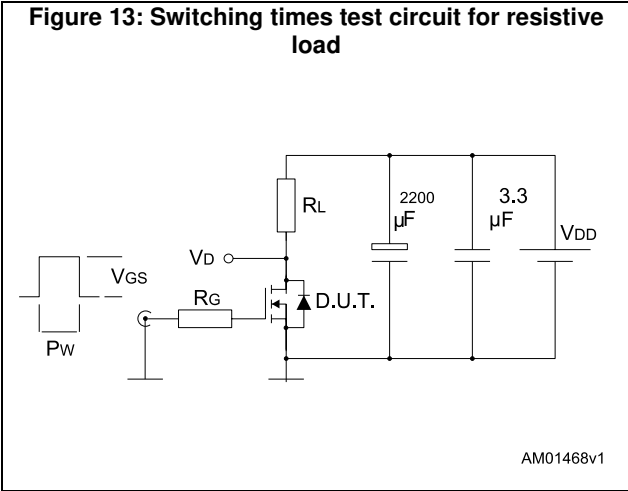 Figure 13: Switching times test circuit for resistive
load
2200
μF
3.3
μF
VDD
RL
VD
VGS
RG
D.U.T.
PW
AM01468v1